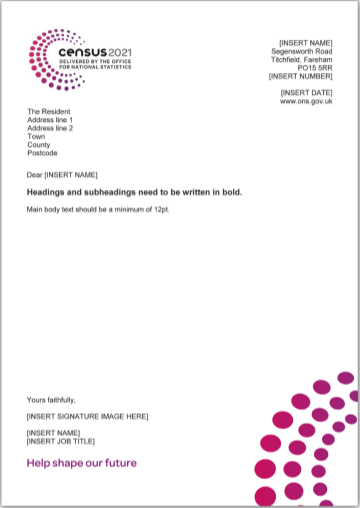 census 2021
DELIVERED BY THE OFFICE
FOR NATIONAL STATISTICS
[INSERT NAME]
Segensworth Road
Titchfield, Fareham
PO15 5RR
[INSERT NUMBER]
[INSERT DATE]
www.ons.gov.uk
The Resident
Address line 1
Address line 2
Town
County
Postcode
Dear [INSERT NAME]
Headings and subheadings need to be written in bold.
Main body text should be a minimum of 12pt.
Yours faithfully,
[INSERT SIGNATURE IMAGE HERE]
[INSERT NAME]
[INSERT JOB TITLE]
Help shape our future